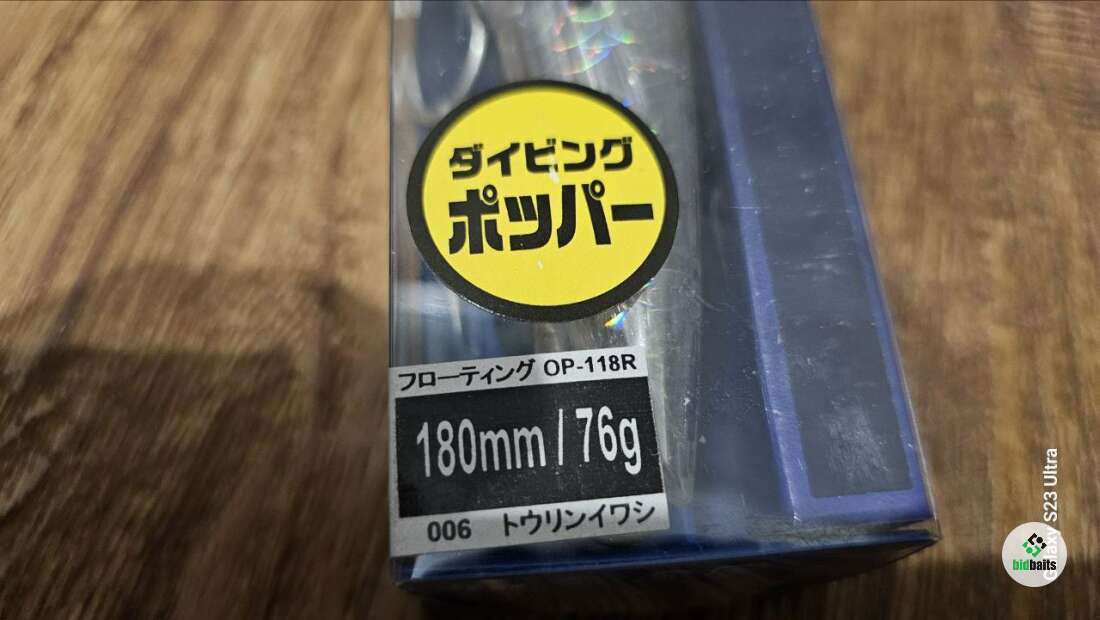 ダイビング
ポッパー
フローティング OP-118R
180mm / 76g
006 トウリンイワシ
Galaxy S23 Ultra
bidbaits